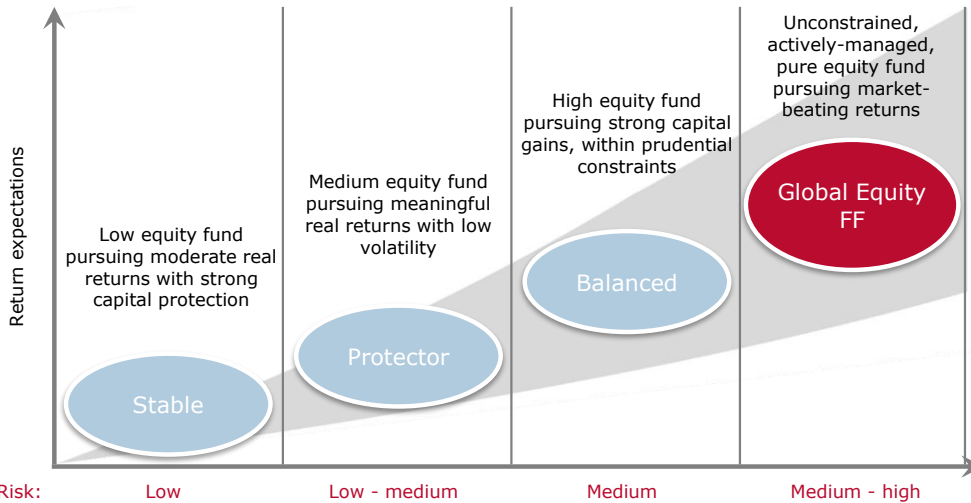 Unconstrained,
actively-managed,
pure equity fund
pursuing market-
beating returns
High equity fund
pursuing strong capital
gains, within prudential
constraints
Medium equity fund
pursuing meaningful
real returns with low
volatility
Low equity fund
pursuing moderate real
returns with strong
capital protection
Return expectations
Global Equity
FF
Balanced
Protector
Stable
Risk:
Low
Low - medium
Medium
Medium - high